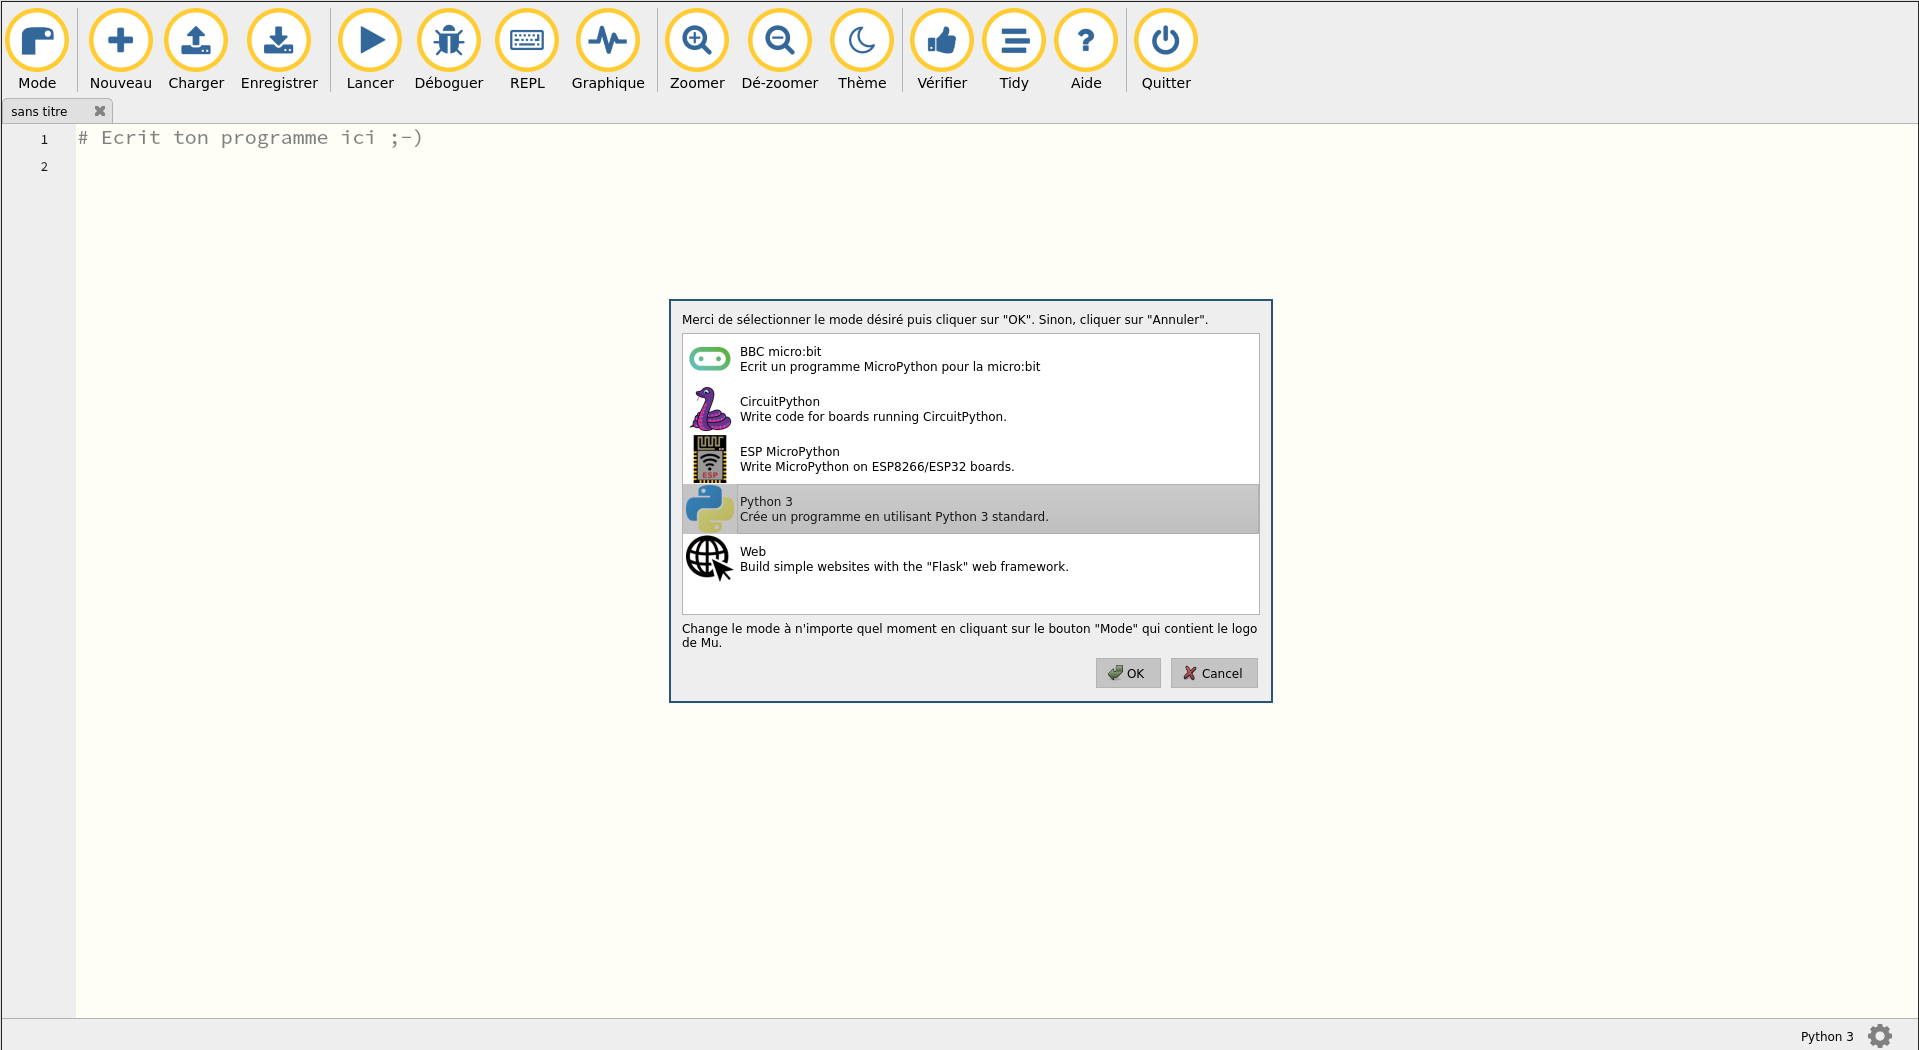 Mode Nouveau Charger Enregistrer Lancer Déboguer REPL Graphique Zoomer Dé-zoomer Thème Vérifier Tidy Aide Quitter
sans titre
1 # Ecrit ton programme ici ;-)
2
Merci de sélectionner le mode désiré puis cliquer sur "OK". Sinon, cliquer sur "Annuler".
BBC micro:bit
Ecrit un programme MicroPython pour la micro:bit
CircuitPython
Write code for boards running CircuitPython.
ESP
ESP MicroPython
Write MicroPython on ESP8266/ESP32 boards.
Python 3
Crée un programme en utilisant Python 3 standard.
Web
Build simple websites with the "Flask" web framework.
Change le mode à n'importe quel moment en cliquant sur le bouton "Mode" qui contient le logo
de Mu.
OK Cancel
Python 3